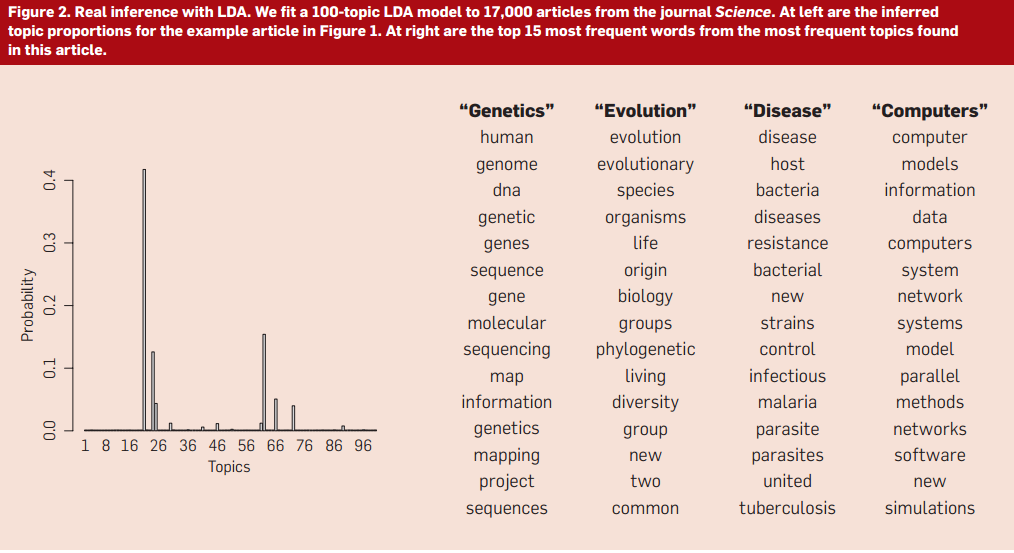 Figure 2. Real inference with LDA. We fit a 100-topic LDA model to 17,000 articles from the journal Science. At left are the inferred
topic proportions for the example article in Figure 1. At right are the top 15 most frequent words from the most frequent topics found
in this article.
Probability
0.4
0.3
0.2
0.1
0.0
1 8 16 26 36 46 56 66 76 86 96
Topics
“Genetics” “Evolution” “Disease” “Computers”
human evolution disease computer
genome evolutionary host models
dna species bacteria information
genetic organisms diseases data
genes life resistance computers
sequence origin bacterial system
gene biology new network
molecular groups strains systems
sequencing phylogenetic control model
map living infectious parallel
information diversity malaria methods
genetics group parasite networks
mapping new parasites software
project two united new
sequences common tuberculosis simulations